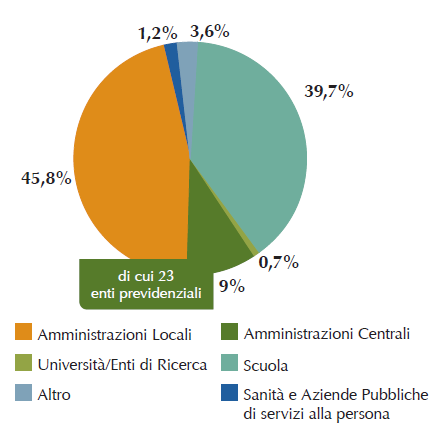 1,2% 3,6%
39,7%
45,8%
0,7%
di cui 23
enti previdenziali
9%
Amministrazioni Locali
Amministrazioni Centrali
Università/Enti di Ricerca
Scuola
Altro
Sanità e Aziende Pubbliche
di servizi alla persona